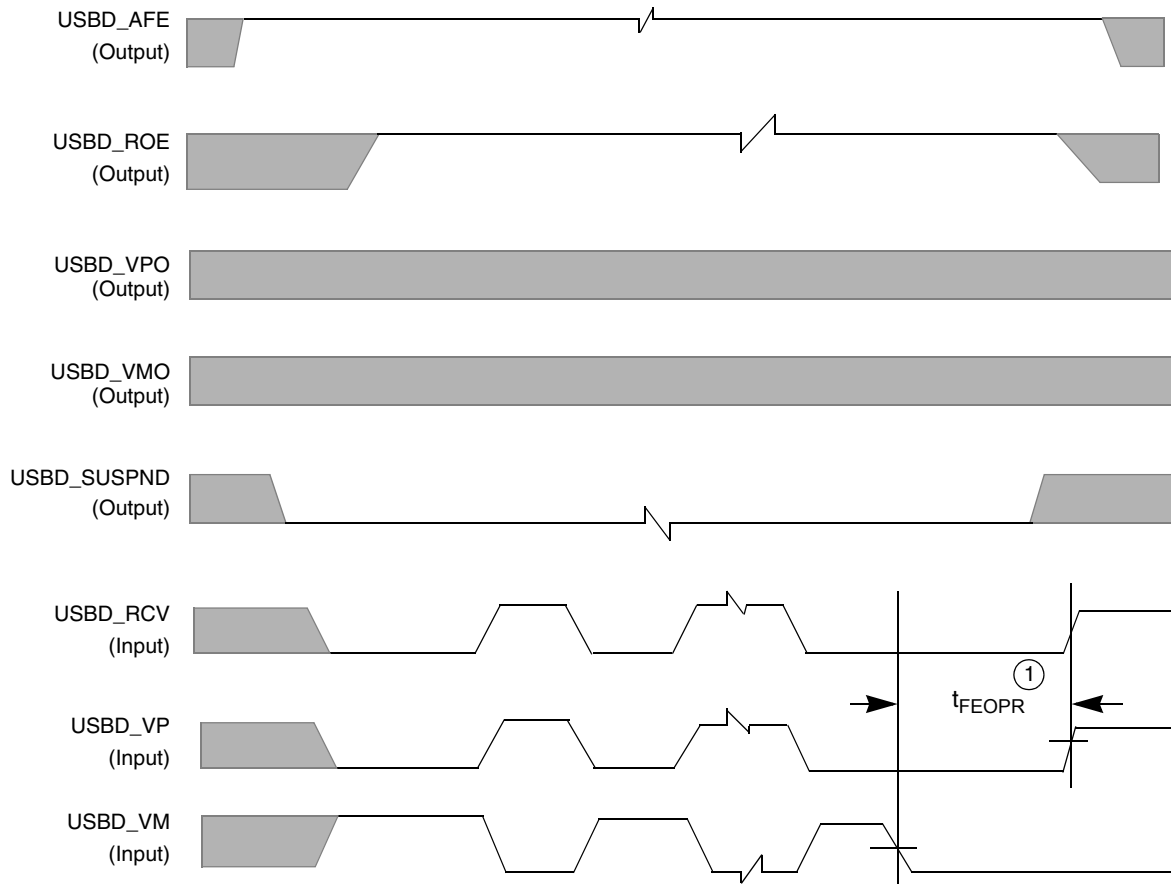 USBD_AFE
(Output)
USBD_ROE
(Output)
USBD_VPO
(Output)
USBD_VMO
(Output)
USBD_SUSPND
(Output)
USBD_RCV
(Input)
1
tFEOPR
USBD_VP
(Input)
USBD_VM
(Input)